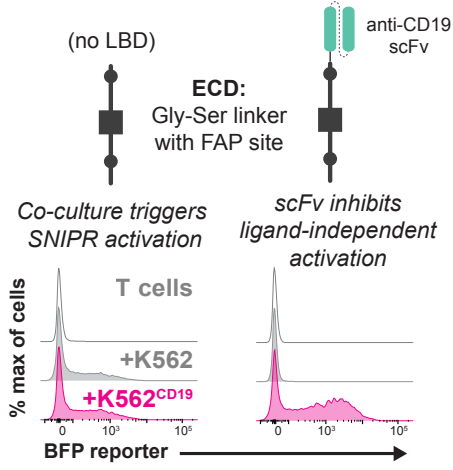 (no LBD)
anti-CD19
scFv
ECD:
Gly-Ser linker
with FAP site
Co-culture triggers
SNIPR activation
scFv inhibits
ligand-independent
activation
% max of cells
T cells
+K562
+K562CD19
0 10³ 10⁵
0 10³ 10⁵
BFP reporter